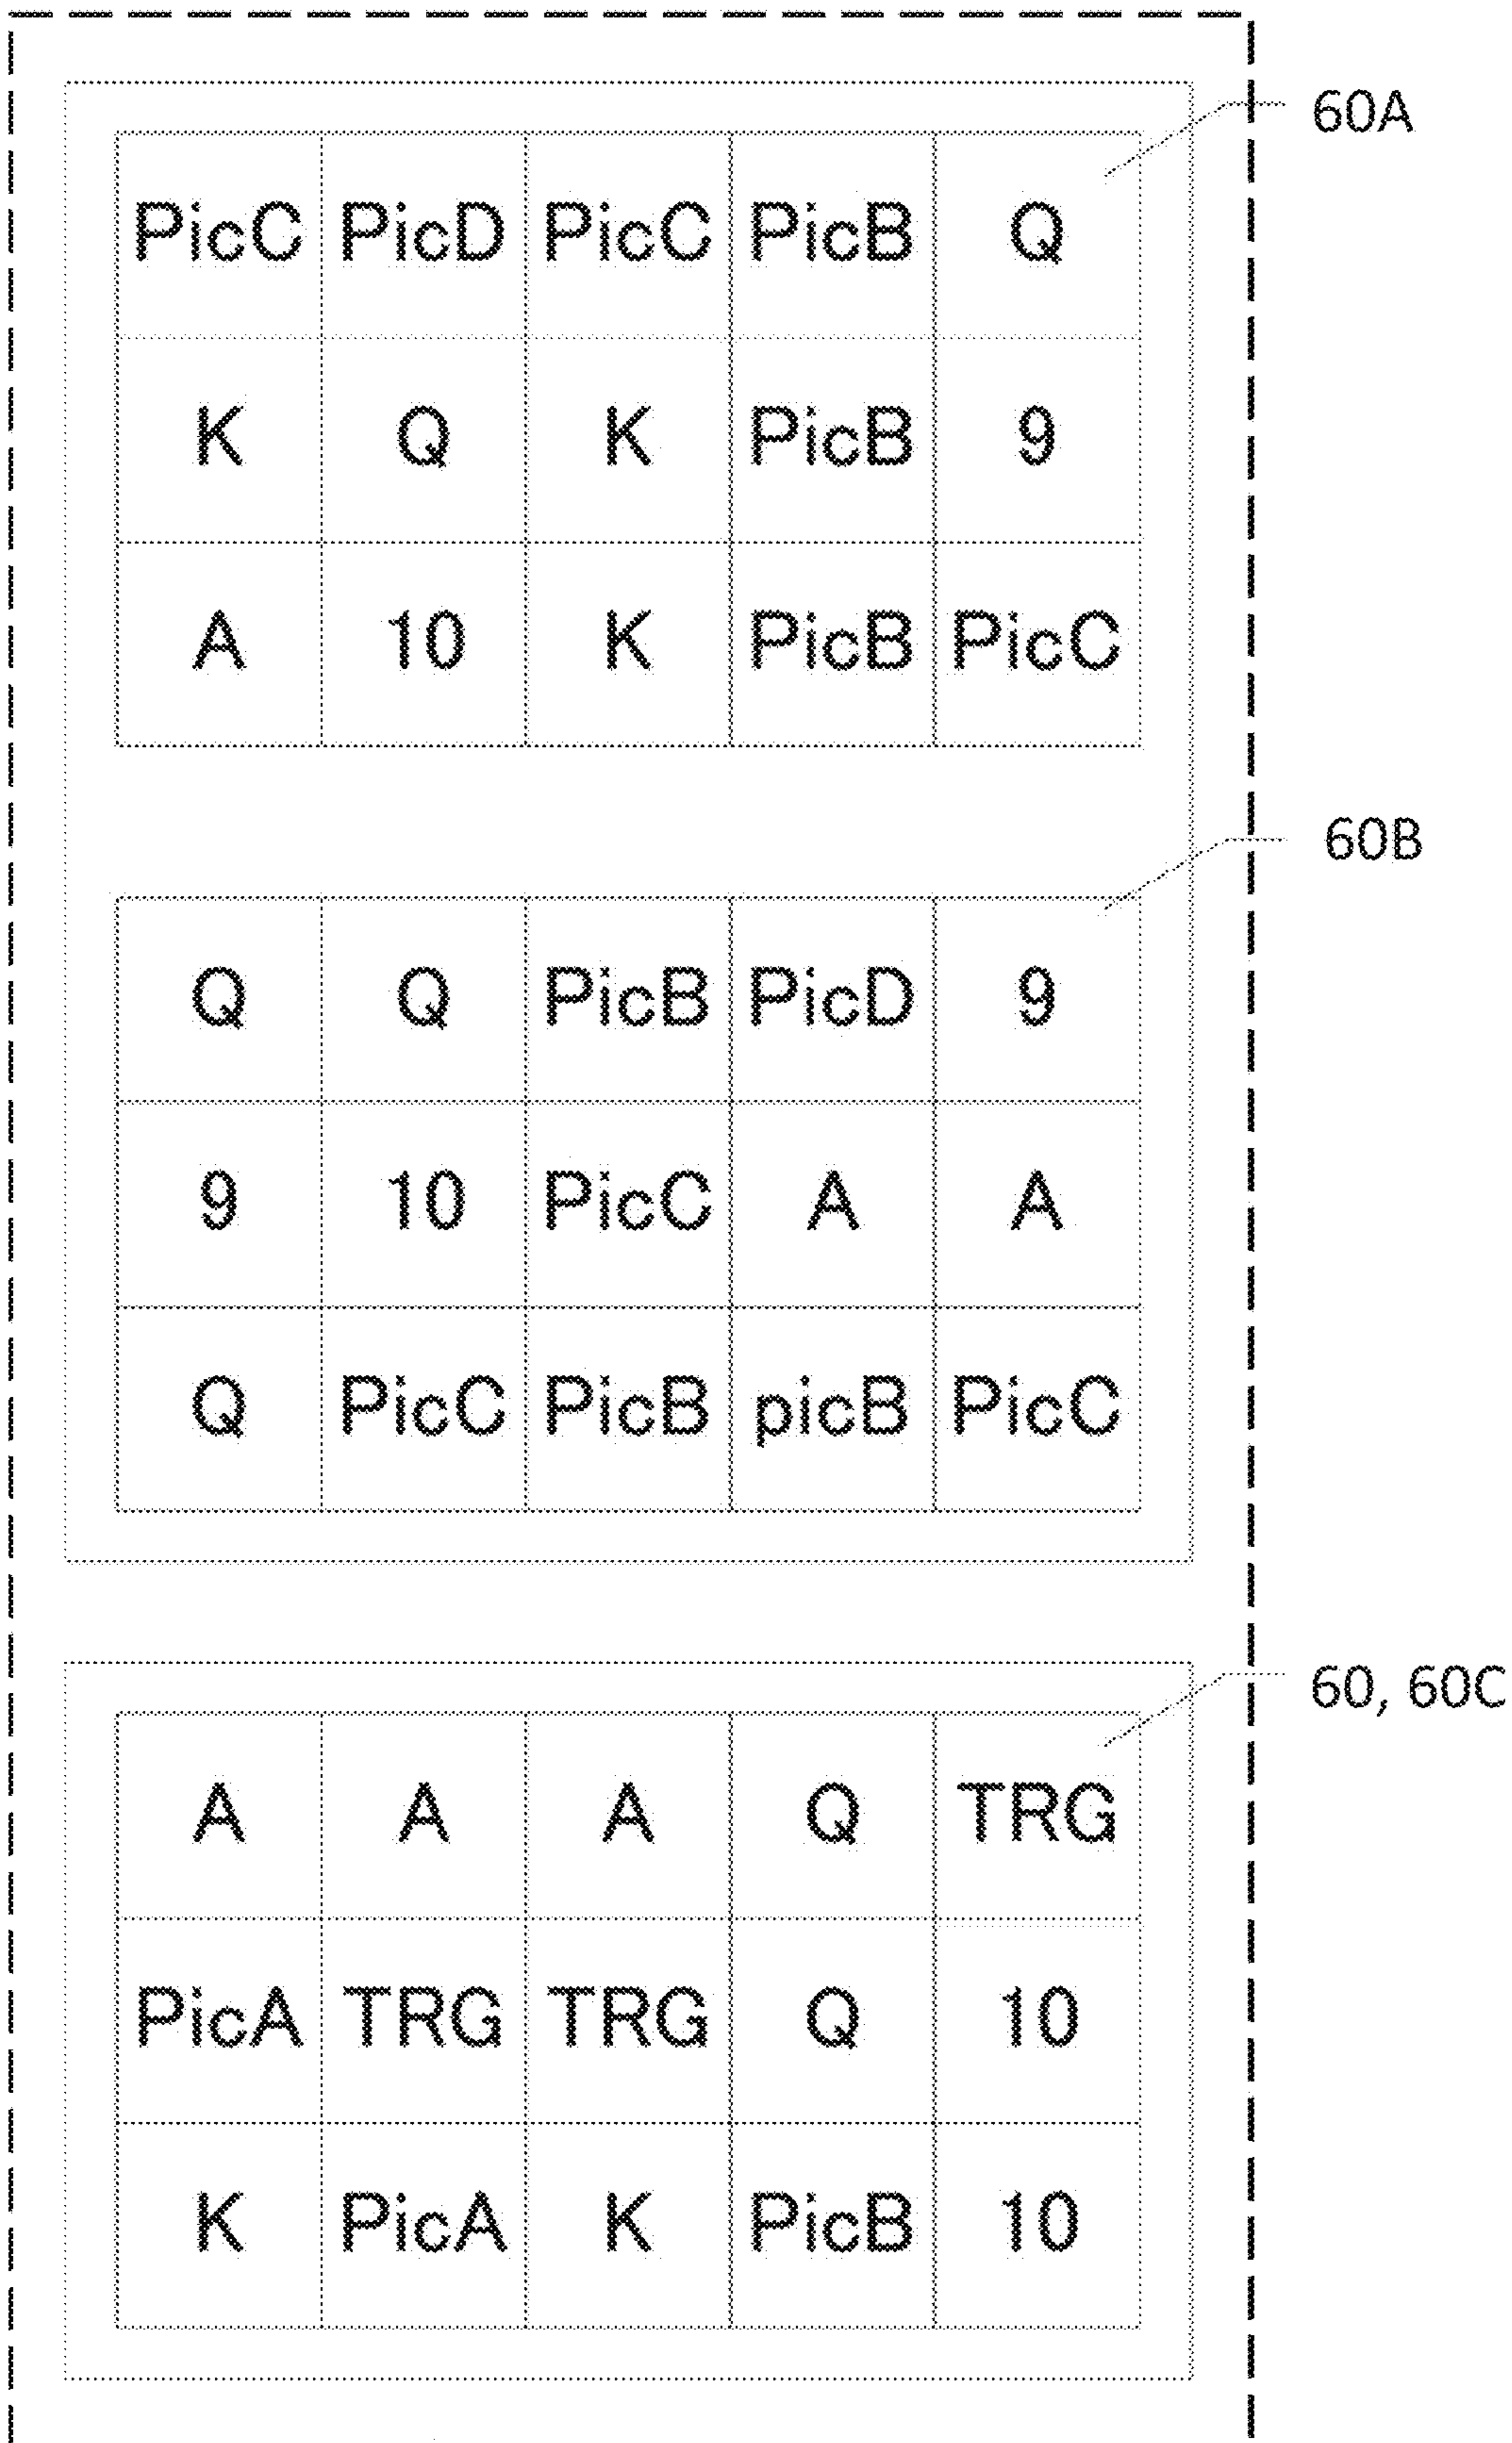 60A
PicC PicD PicC PicB Q
K Q K PicB 9
A 10 K PicB PicC
60B
Q Q PicB PicD 9
9 10 PicC A A
Q PicC PicB picB PicC
60, 60C
A A A Q TRG
PicA TRG TRG Q 10
K PicA K PicB 10